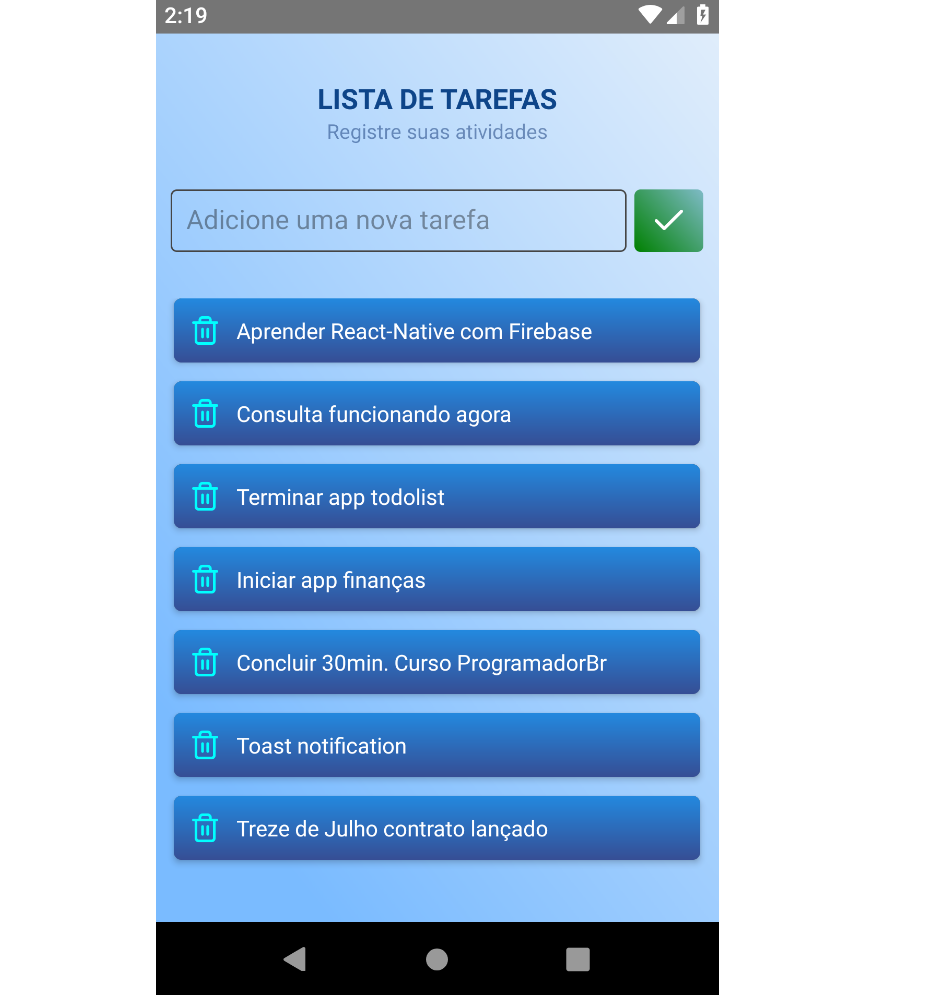 2:19
LISTA DE TAREFAS
Registre suas atividades
Adicione uma nova tarefa
Aprender React-Native com Firebase
Consulta funcionando agora
Terminar app todolist
Iniciar app finanças
Concluir 30min. Curso ProgramadorBr
Toast notification
Treze de Julho contrato lançado